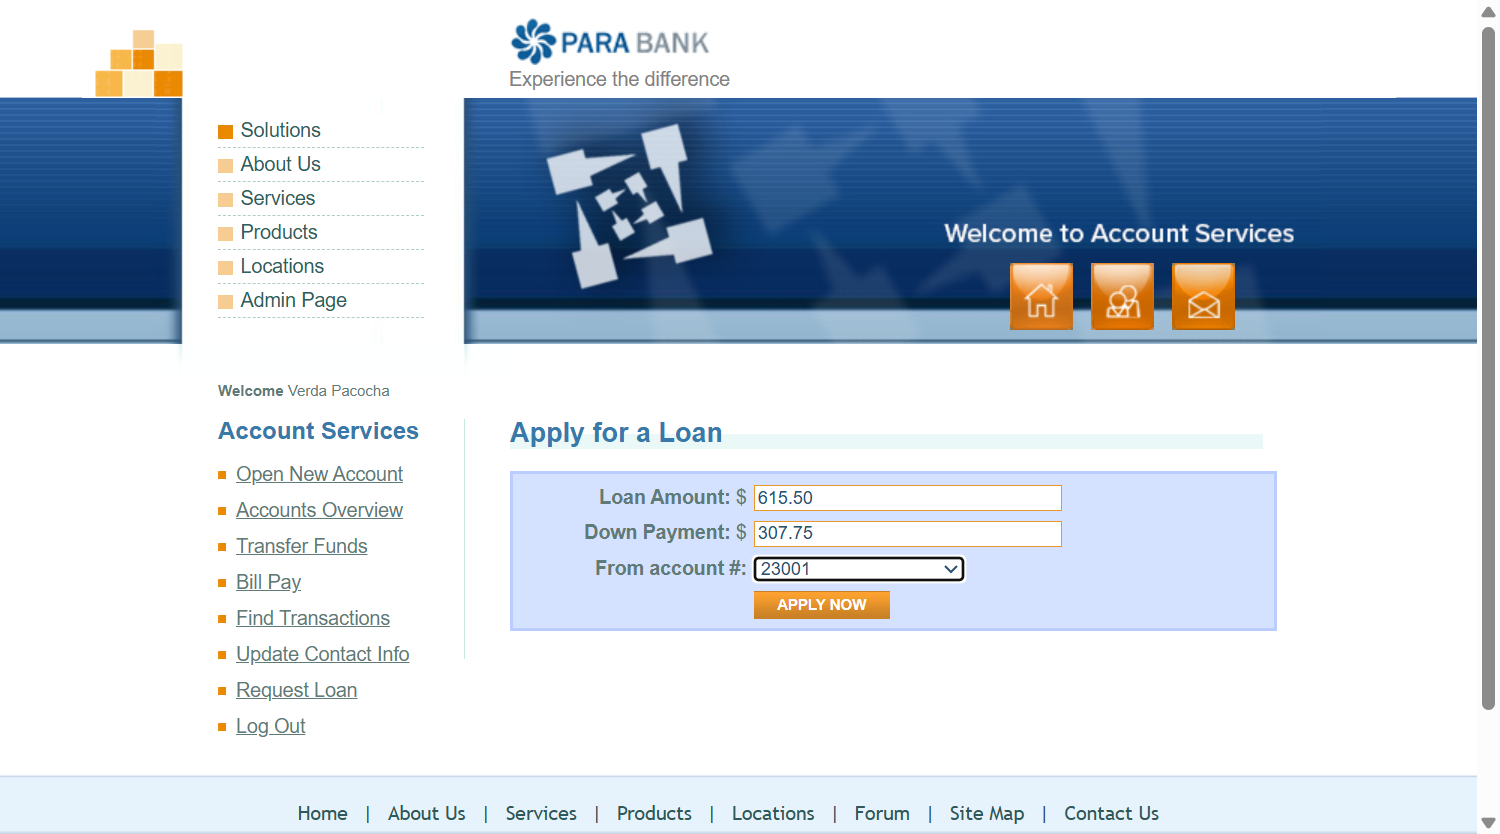 PARA BANK
Experience the difference
Solutions
About Us
Services
Products
Locations
Admin Page
Welcome to Account Services
Welcome Verda Pacocha
Account Services
Open New Account
Accounts Overview
Transfer Funds
Bill Pay
Find Transactions
Update Contact Info
Request Loan
Log Out
Apply for a Loan
Loan Amount: $ 615.50
Down Payment: $ 307.75
From account #: 23001
APPLY NOW
Home | About Us | Services | Products | Locations | Forum | Site Map | Contact Us